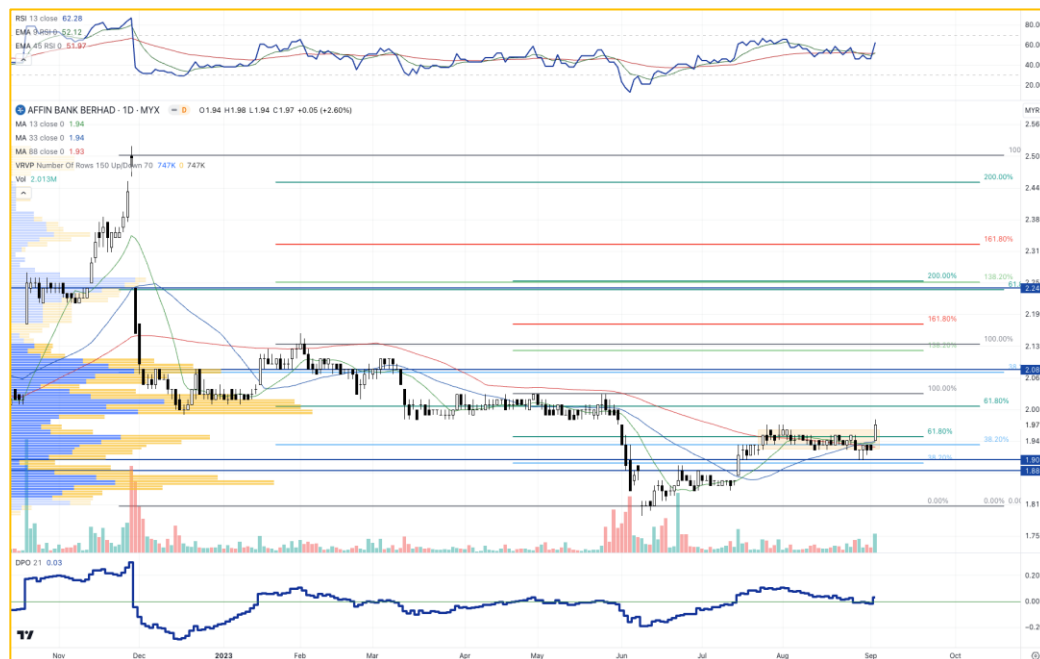 RSI 13 close 62.28
EMA 9 RSI 0 52.12
EMA 45 RSI 0 51.97
80.00
60.00
40.00
20.00
AFFIN BANK BERHAD · 1D · MYX D O1.94 H1.98 L1.94 C1.97 +0.05 (+2.60%)
MYR
MA 13 close 0 1.94
MA 33 close 0 1.94
MA 88 close 0 1.93
VRVP Number Of Rows 150 Up/Down 70 747K 0 747K
Vol 2.013M
2.56
2.50
2.44
2.38
2.31
2.24
2.19
2.13
2.08
2.06
2.00
1.97
1.94
1.90
1.88
1.81
1.75
100
200.00%
161.80%
200.00%
138.20%
61.8
161.80%
100.00%
138.20%
100.00%
61.80%
61.80%
38.20%
38.20%
0.00%
0.00%
0.0
DPO 21 0.03
0.20
0.00
-0.2
Nov
Dec
2023
Feb
Mar
Apr
May
Jun
Jul
Aug
Sep
Oct